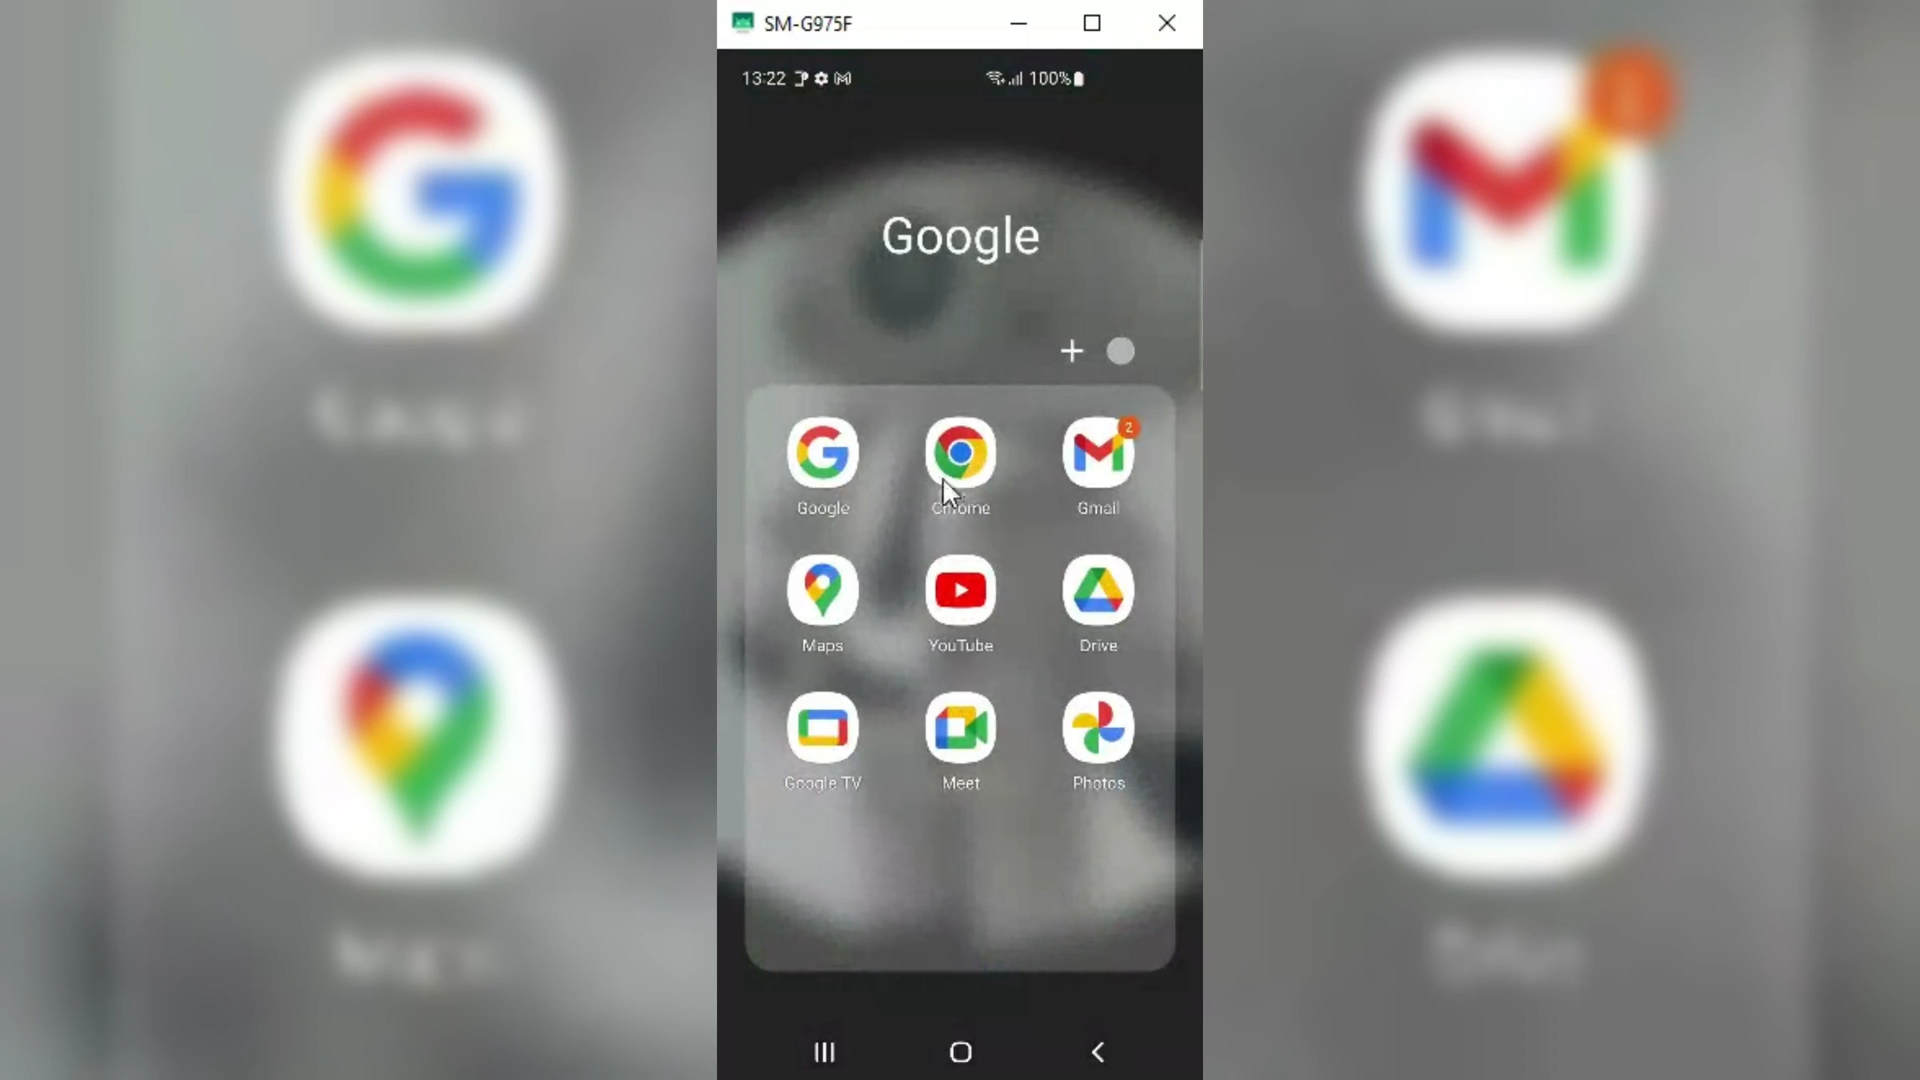 SM-G975F
13:22 100%
Google
2
Google Chrome Gmail
Maps YouTube Drive
Google TV Meet Photos